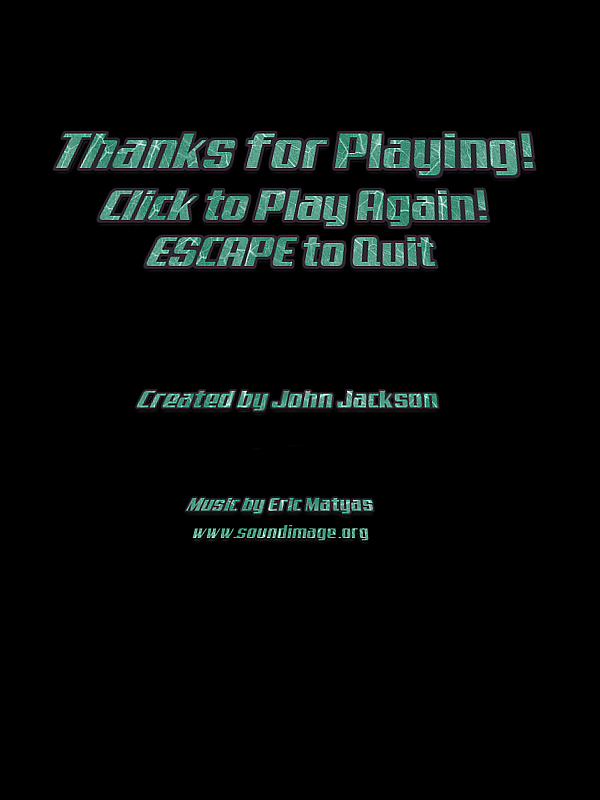 Thanks for Playing!
Click to Play Again!
ESCAPE to Quit
Created by John Jackson
Music by Eric Matyas
www.soundimage.org